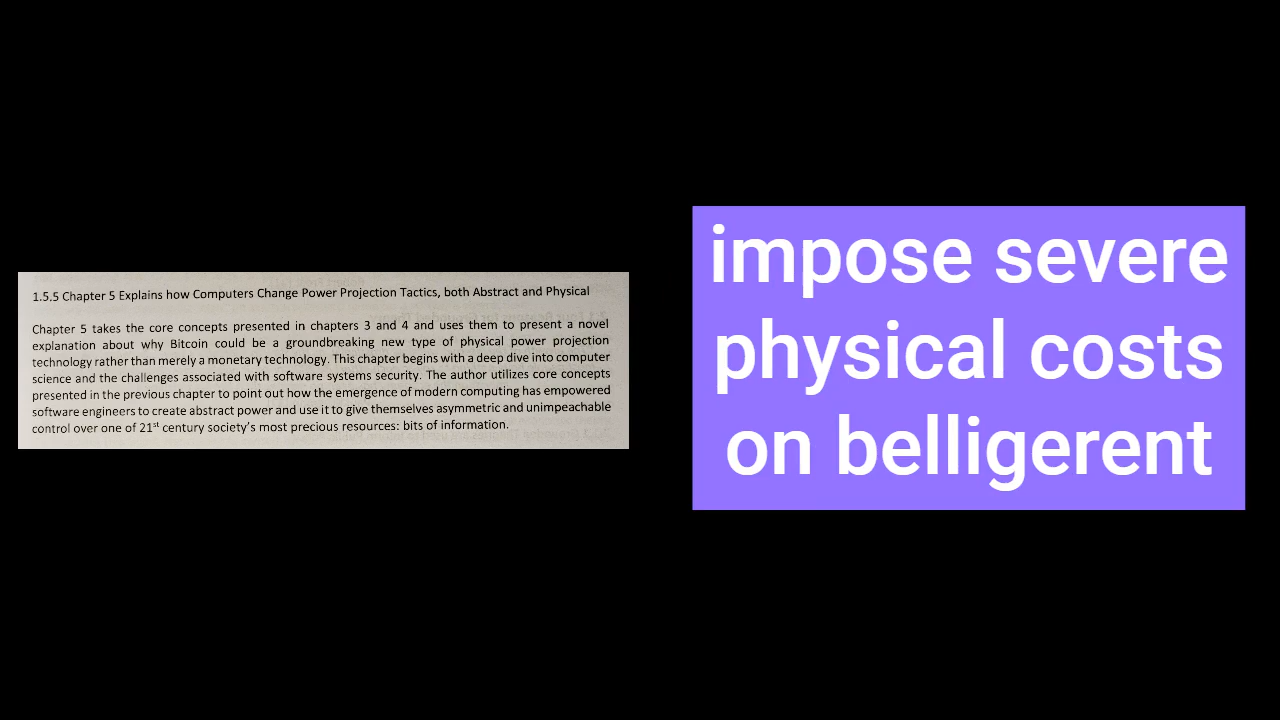 1.5.5 Chapter 5 Explains how Computers Change Power Projection Tactics, both Abstract and Physical
Chapter 5 takes the core concepts presented in chapters 3 and 4 and uses them to present a novel
explanation about why Bitcoin could be a groundbreaking new type of physical power projection
technology rather than merely a monetary technology. This chapter begins with a deep dive into computer
science and the challenges associated with software systems security. The author utilizes core concepts
presented in the previous chapter to point out how the emergence of modern computing has empowered
software engineers to create abstract power and use it to give themselves asymmetric and unimpeachable
control over one of 21st century society's most precious resources: bits of information.
impose severe
physical costs
on belligerent